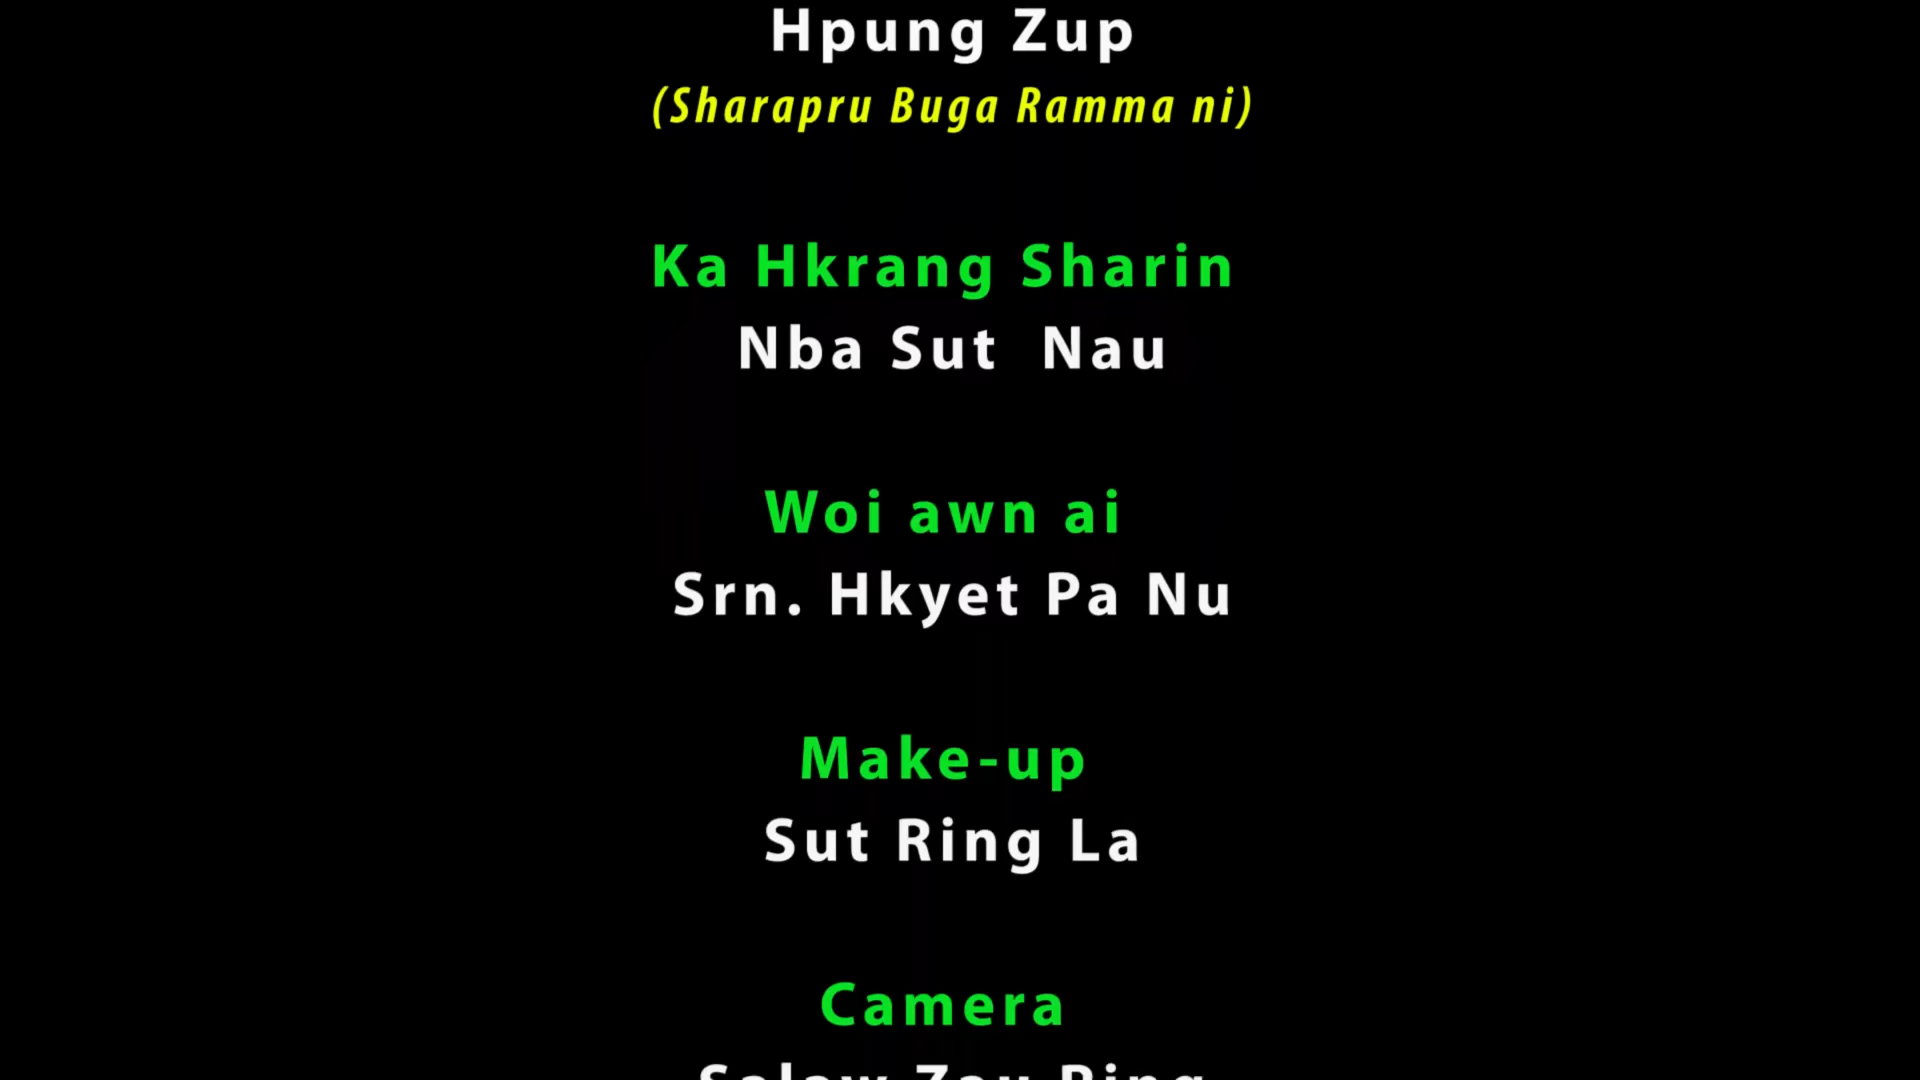 Hpung Zup
(Sharapru Buga Ramma ni)
Ka Hkrang Sharin
Nba Sut Nau
Woi awn ai
Srn. Hkyet Pa Nu
Make-up
Sut Ring La
Camera
Zau